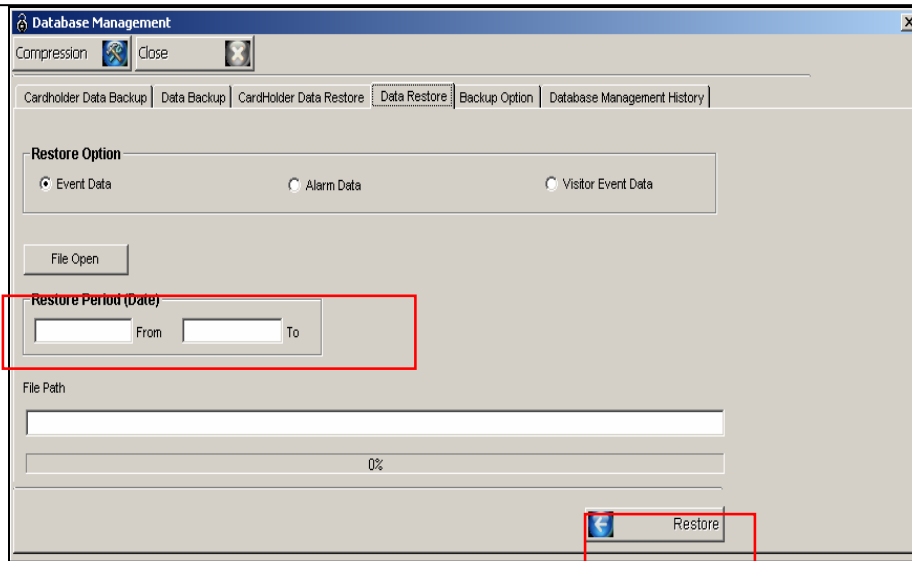 Database Management
Compression Close
Cardholder Data Backup Data Backup CardHolder Data Restore Data Restore Backup Option Database Management History
Restore Option
Event Data Alarm Data Visitor Event Data
File Open
Restore Period (Date)
From To
File Path
0%
Restore